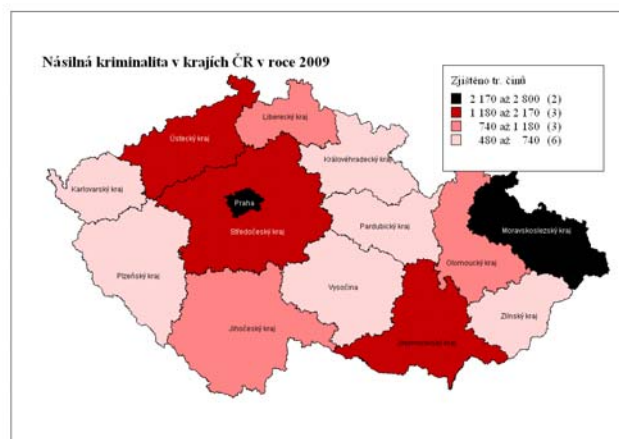 Násilná kriminalita v krajích ČR v roce 2009
Zjištěno tr. činů
2 170 až 2 800 (2)
1 180 až 2 170 (3)
740 až 1 180 (3)
480 až 740 (6)
Liberecký kraj
Ústecký kraj
Královéhradecký kraj
Karlovarský kraj
Praha
Středočeský kraj
Pardubický kraj
Moravskoslezský kraj
Olomoucký kraj
Plzeňský kraj
Vysočina
Zlínský kraj
Jihočeský kraj
Jihomoravský kraj